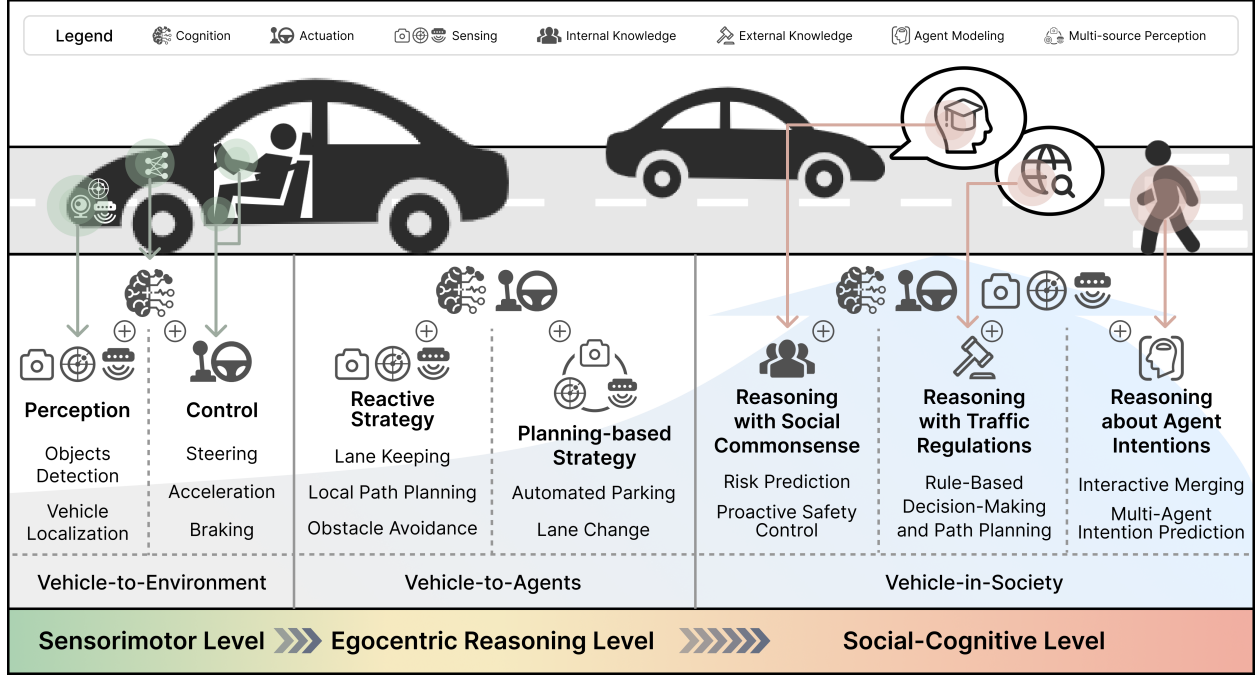 Legend
Cognition
Actuation
Sensing
Internal Knowledge
External Knowledge
Agent Modeling
Multi-source Perception
Perception
Objects
Detection
Vehicle
Localization
Control
Steering
Acceleration
Braking
Reactive
Strategy
Lane Keeping
Local Path Planning
Obstacle Avoidance
Planning-based
Strategy
Automated Parking
Lane Change
Reasoning
with Social
Commonsense
Risk Prediction
Proactive Safety
Control
Reasoning
with Traffic
Regulations
Rule-Based
Decision-Making
and Path Planning
Reasoning
about Agent
Intentions
Interactive Merging
Multi-Agent
Intention Prediction
Vehicle-to-Environment
Vehicle-to-Agents
Vehicle-in-Society
Sensorimotor Level
Egocentric Reasoning Level
Social-Cognitive Level